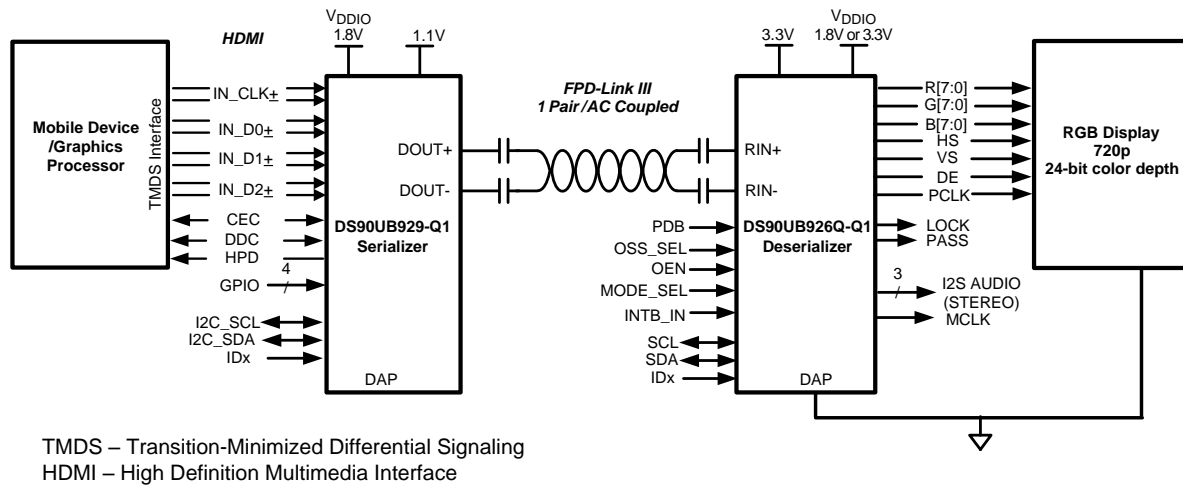 HDMI
VDDIO
1.8V
1.1V
3.3V
VDDIO
1.8V or 3.3V
FPD-Link III
1 Pair /AC Coupled
Mobile Device
/Graphics
Processor
TMDS Interface
IN_CLK±
IN_D0±
IN_D1±
IN_D2±
CEC
DDC
HPD
GPIO
4
I2C_SCL
I2C_SDA
IDx
DOUT+
DOUT-
DS90UB929-Q1
Serializer
DAP
RIN+
RIN-
DS90UB926Q-Q1
Deserializer
DAP
PDB
OSS_SEL
OEN
MODE_SEL
INTB_IN
SCL
SDA
IDx
R[7:0]
G[7:0]
B[7:0]
HS
VS
DE
PCLK
LOCK
PASS
3
I2S AUDIO
(STEREO)
MCLK
RGB Display
720p
24-bit color depth
TMDS – Transition-Minimized Differential Signaling
HDMI – High Definition Multimedia Interface